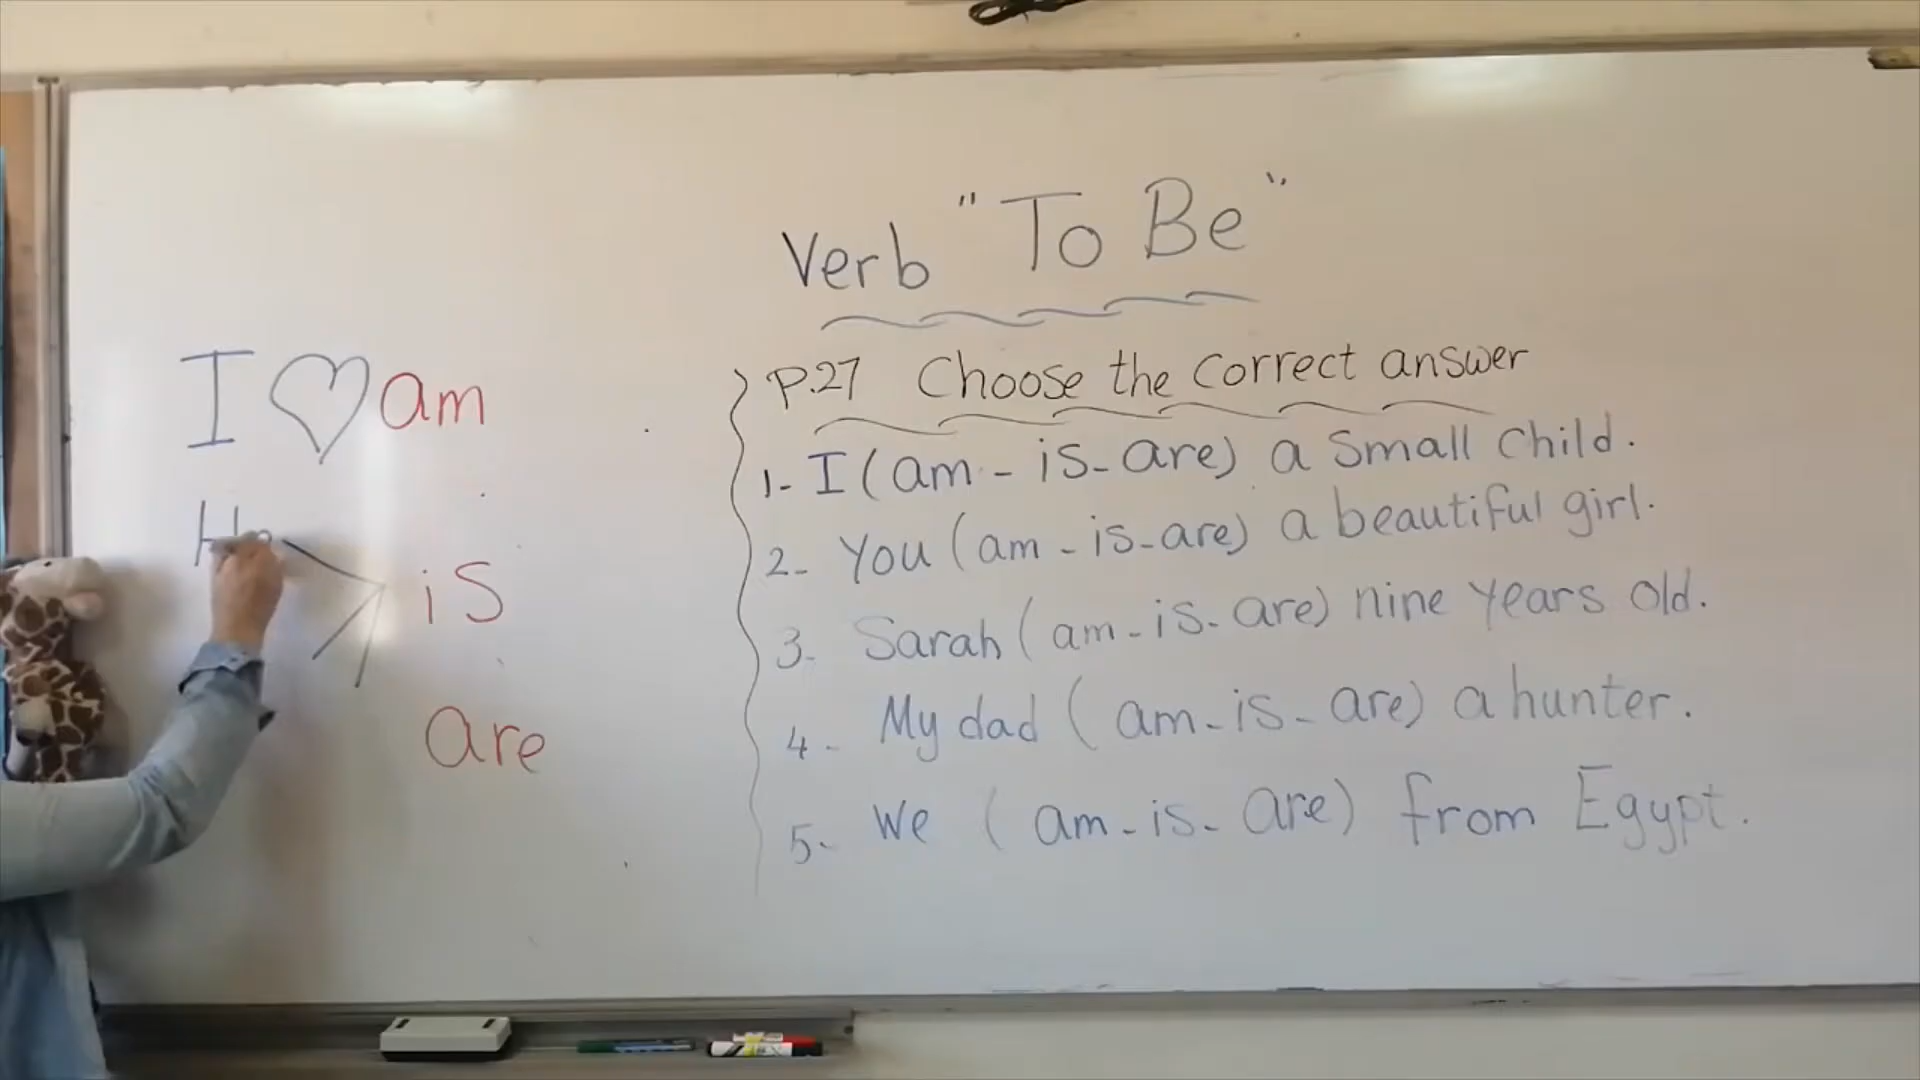 Verb "To Be"
I ♡ am
He
is
are
P.27 Choose the correct answer
1- I (am - is - are) a small child.
2- You (am - is - are) a beautiful girl.
3- Sarah (am - is - are) nine years old.
4- My dad (am - is - are) a hunter.
5- We (am - is - are) from Egypt.